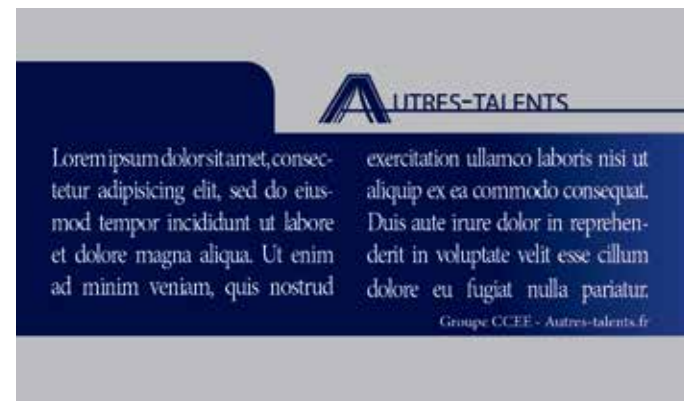 AUTRES-TALENTS
Lorem ipsum dolor sit amet, consec-
tetur adipisicing elit, sed do eius-
mod tempor incididunt ut labore
et dolore magna aliqua. Ut enim
ad minim veniam, quis nostrud
exercitation ullamco laboris nisi ut
aliquip ex ea commodo consequat.
Duis aute irure dolor in reprehen-
derit in voluptate velit esse cillum
dolore eu fugiat nulla pariatur.
Groupe CCEE - Autres-talents.fr